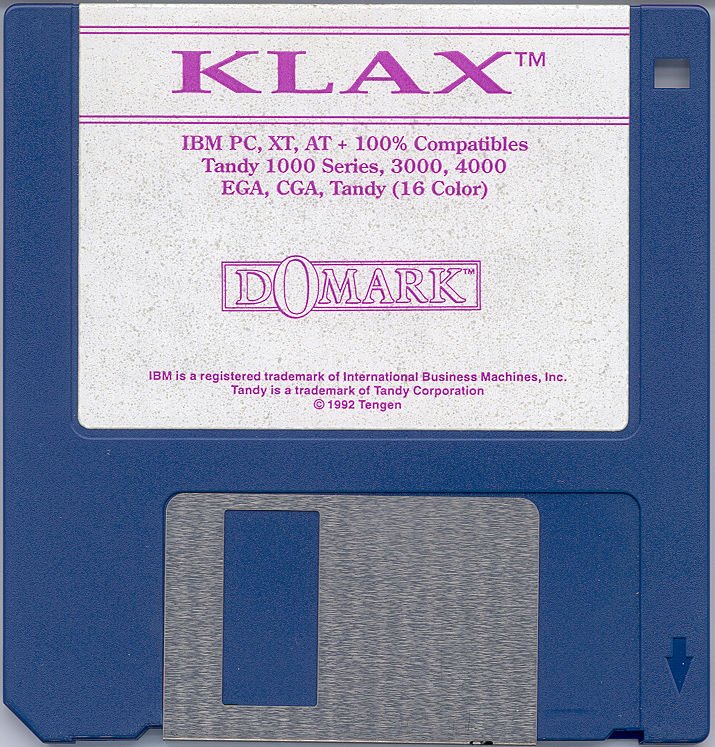 KLAX™
IBM PC, XT, AT + 100% Compatibles
Tandy 1000 Series, 3000, 4000
EGA, CGA, Tandy (16 Color)
DOMARK™
IBM is a registered trademark of International Business Machines, Inc.
Tandy is a trademark of Tandy Corporation
© 1992 Tengen